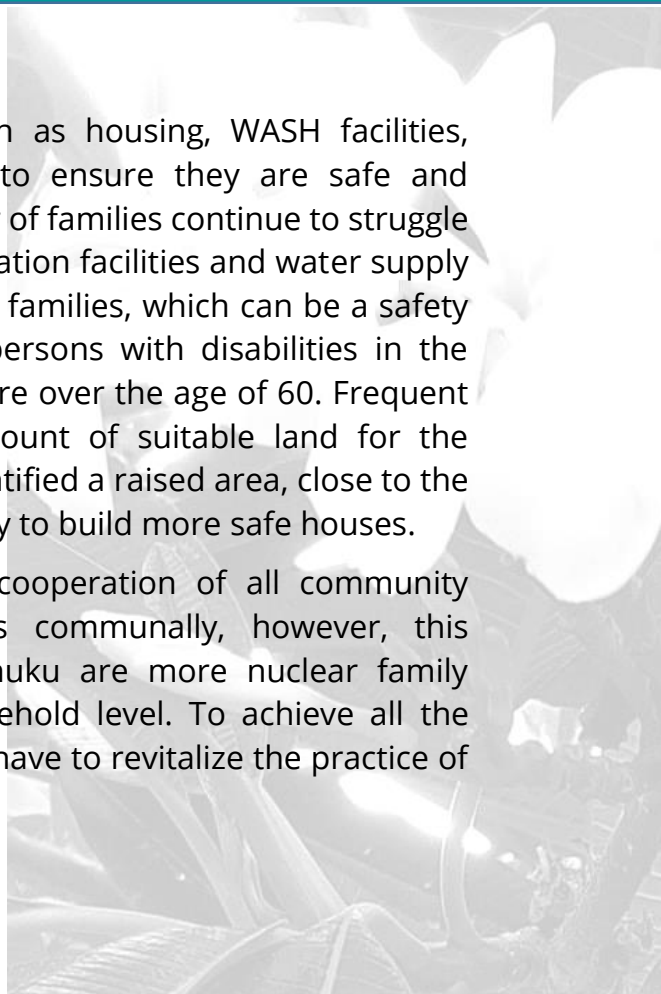 as housing, WASH facilities,
to ensure they are safe and
of families continue to struggle
ation facilities and water supply
families, which can be a safety
persons with disabilities in the
re over the age of 60. Frequent
ount of suitable land for the
tified a raised area, close to the
y to build more safe houses.
cooperation of all community
s communally, however, this
nuku are more nuclear family
ehold level. To achieve all the
have to revitalize the practice of